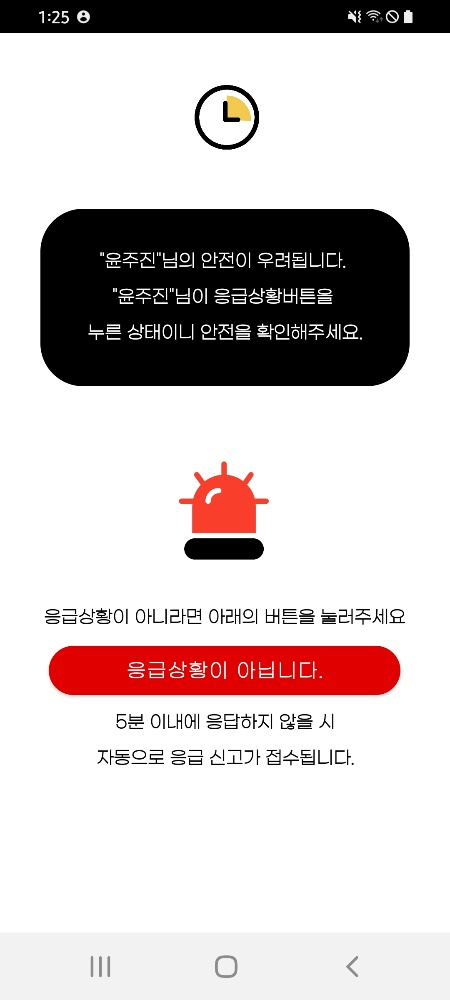 1:25
"윤주진"님의 안전이 우려됩니다.
"윤주진"님이 응급상황버튼을
누른 상태이니 안전을 확인해주세요.
응급상황이 아니라면 아래의 버튼을 눌러주세요
응급상황이 아닙니다.
5분 이내에 응답하지 않을 시
자동으로 응급 신고가 접수됩니다.